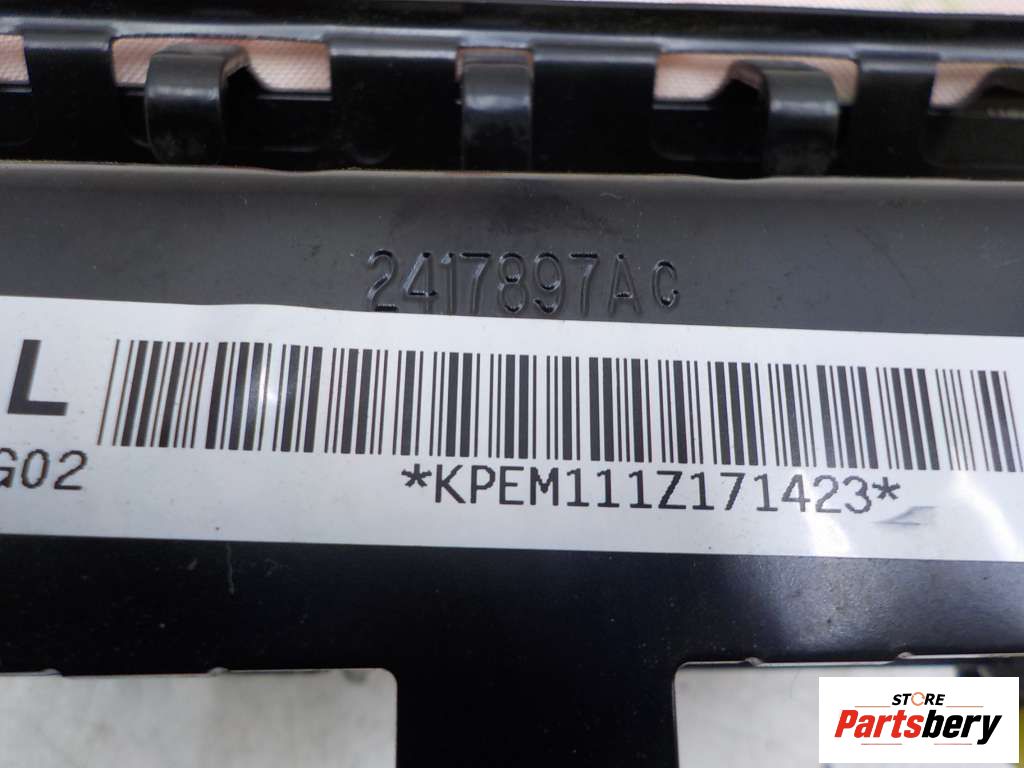 2417897AC
L
G02
*KPEM111Z171423*
STORE
Partsbery